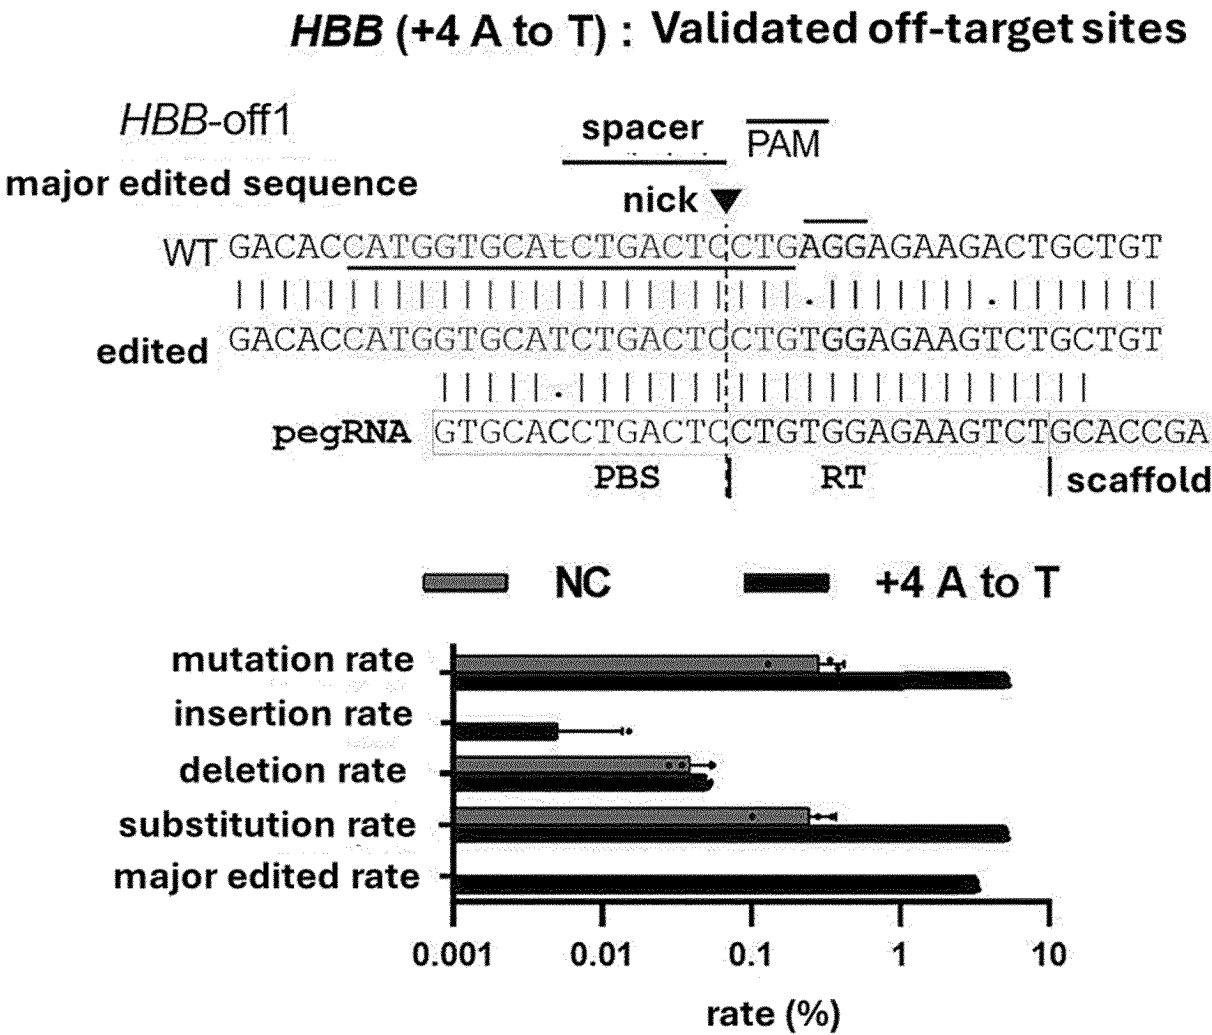 HBB (+4 A to T) : Validated off-target sites
HBB-off1
spacer
PAM
major edited sequence
nick
WT GACACCATGGTGCAtCTGACTCCTGAGGAGAAGACTGCTGT
edited GACACCATGGTGCATCTGACTCCTGTGGAGAAGTCTGCTGT
pegRNA GTGCACCTGACTCCTGTGGAGAAGTCTGCACCGA
PBS RT scaffold
NC +4 A to T
mutation rate
insertion rate
deletion rate
substitution rate
major edited rate
0.001 0.01 0.1 1 10
rate (%)